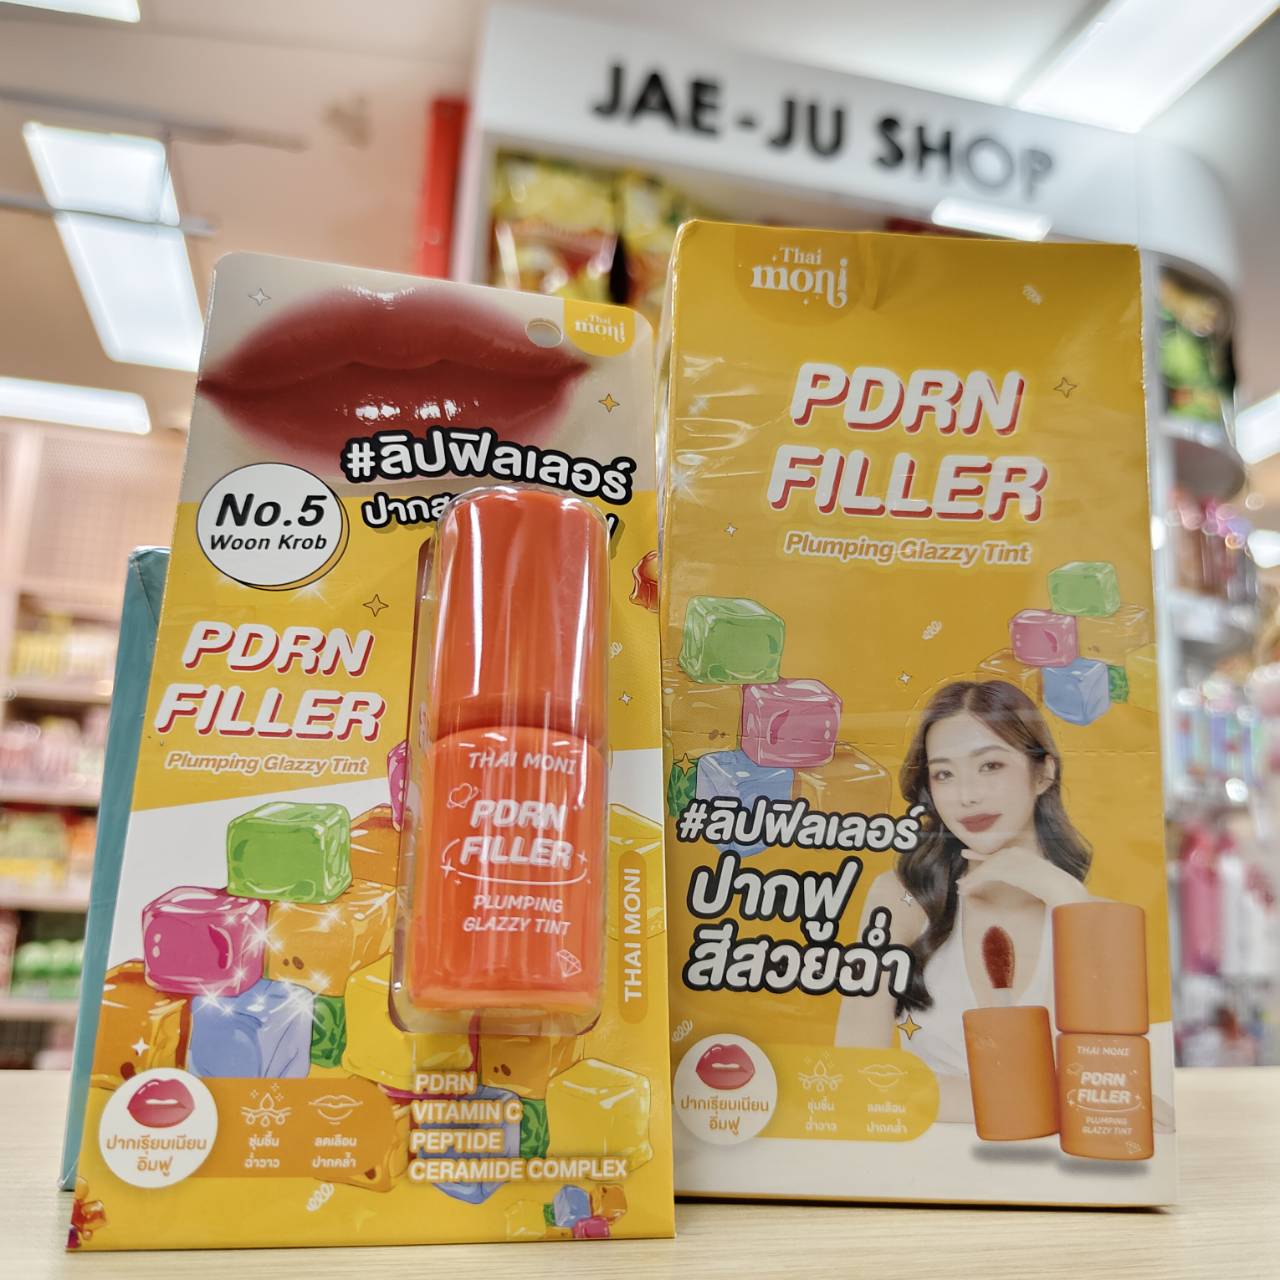 JAE-JU SHOP
Thai
moni
#ลิปฟิลเลอร์
No.5
Woon Krob
PDRN
FILLER
Plumping Glazzy Tint
THAI MONI
PDRN
FILLER
PLUMPING
GLAZZY TINT
THAI MONI
ปากเรียบเนียน
อิ่มฟู
ชุ่มชื้น
ฉ่ำวาว
ลดเลือน
ปากคล้ำ
PDRN
VITAMIN C
PEPTIDE
CERAMIDE COMPLEX
Thai
moni
PDRN
FILLER
Plumping Glazzy Tint
#ลิปฟิลเลอร์
ปากฟู
สีสวยฉ่ำ
ปากเรียบเนียน
อิ่มฟู
ชุ่มชื้น
ฉ่ำวาว
ลดเลือน
ปากคล้ำ
THAI MONI
PDRN
FILLER
PLUMPING
GLAZZY TINT